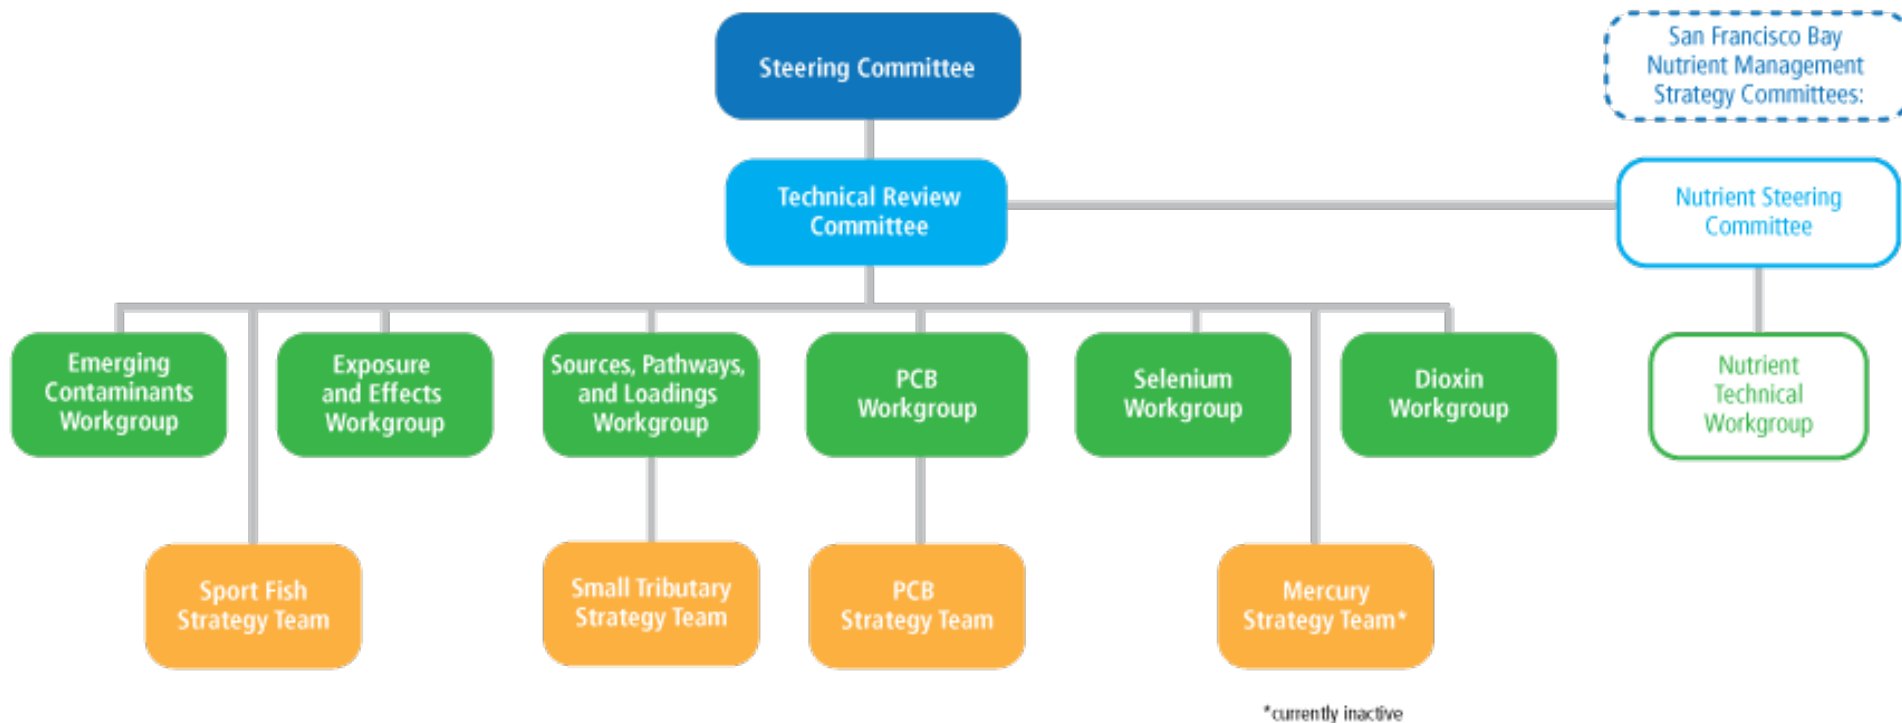 Steering Committee
San Francisco Bay
Nutrient Management
Strategy Committees:
Technical Review
Committee
Nutrient Steering
Committee
Emerging
Contaminants
Workgroup
Exposure
and Effects
Workgroup
Sources, Pathways,
and Loadings
Workgroup
PCB
Workgroup
Selenium
Workgroup
Dioxin
Workgroup
Nutrient
Technical
Workgroup
Sport Fish
Strategy Team
Small Tributary
Strategy Team
PCB
Strategy Team
Mercury
Strategy Team*
*currently inactive